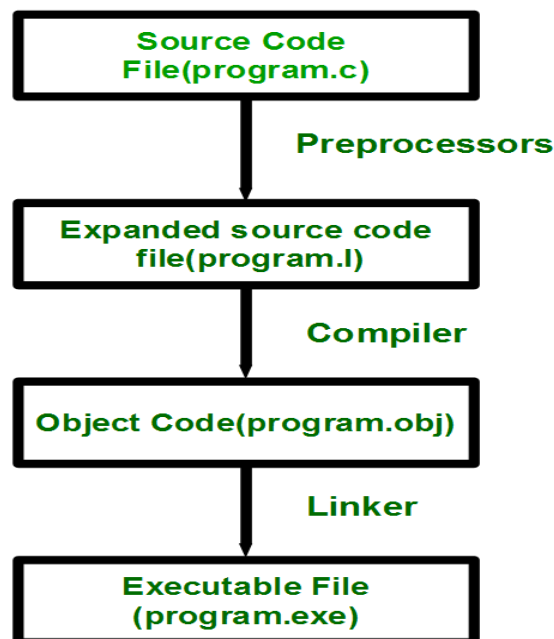 Source Code
File(program.c)
Preprocessors
Expanded source code
file(program.I)
Compiler
Object Code(program.obj)
Linker
Executable File
(program.exe)